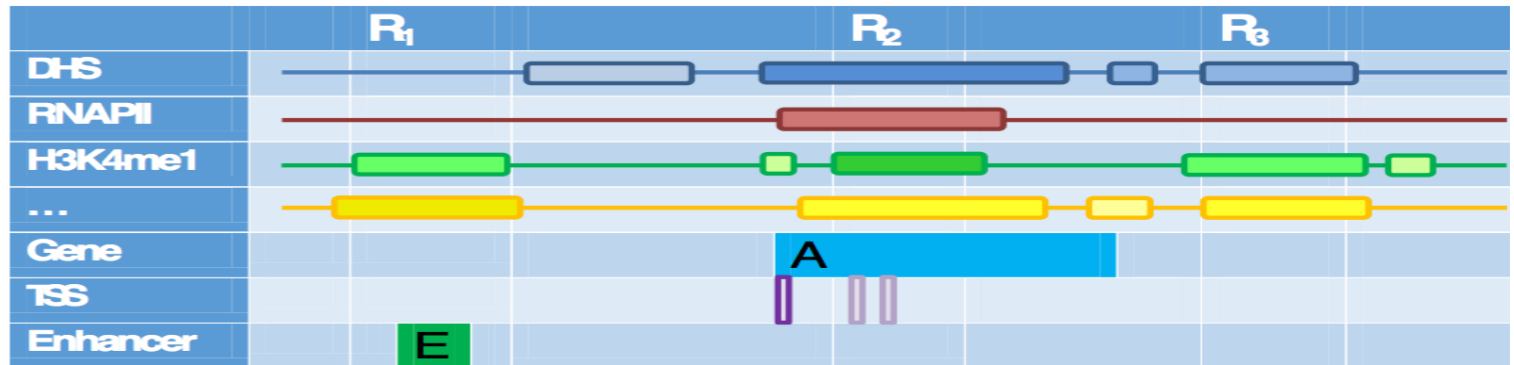 R1 R2 R3
DHS
RNAPII
H3K4me1
...
Gene A
TSS
Enhancer E